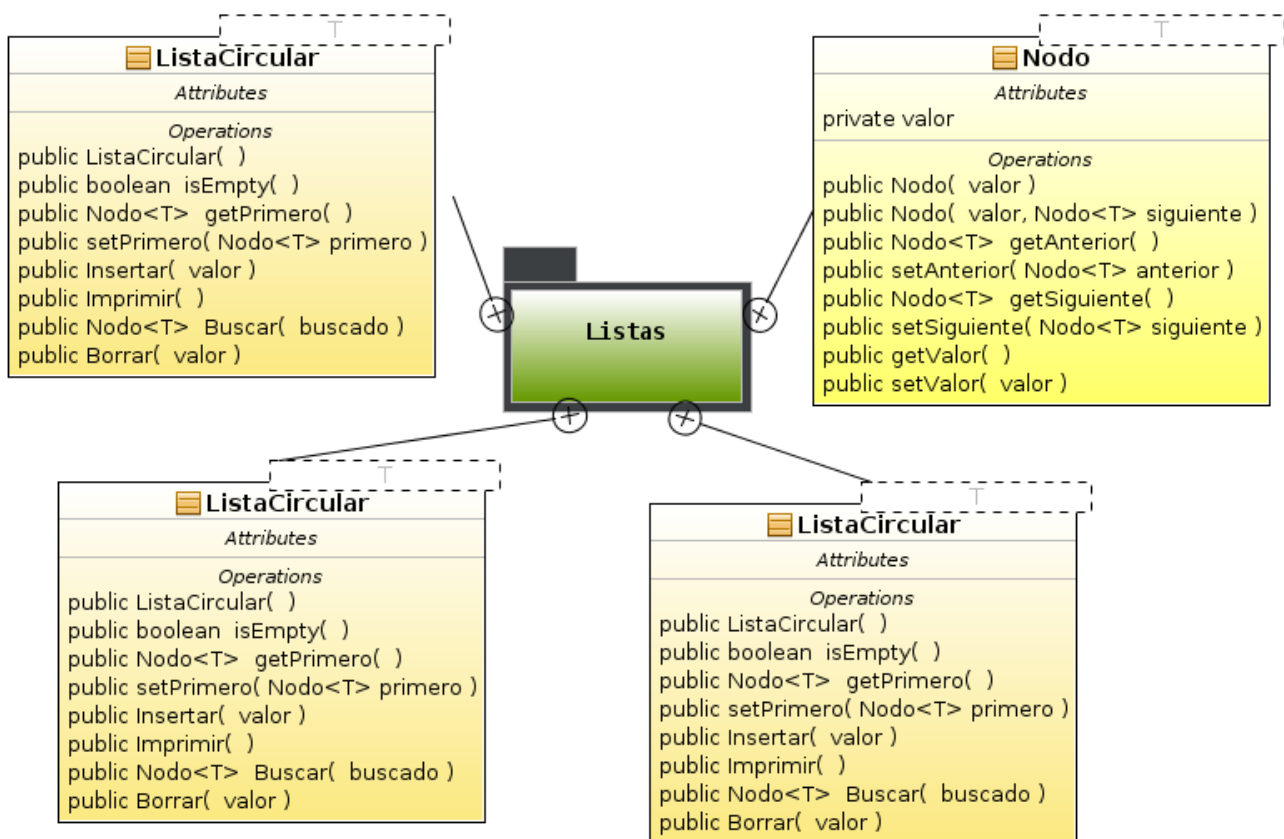 T
ListaCircular
Attributes
Operations
public ListaCircular( )
public boolean isEmpty( )
public Nodo<T> getPrimero( )
public setPrimero( Nodo<T> primero )
public Insertar( valor )
public Imprimir( )
public Nodo<T> Buscar( buscado )
public Borrar( valor )
T
Nodo
Attributes
private valor
Operations
public Nodo( valor )
public Nodo( valor, Nodo<T> siguiente )
public Nodo<T> getAnterior( )
public setAnterior( Nodo<T> anterior )
public Nodo<T> getSiguiente( )
public setSiguiente( Nodo<T> siguiente )
public getValor( )
public setValor( valor )
Listas
T
ListaCircular
Attributes
Operations
public ListaCircular( )
public boolean isEmpty( )
public Nodo<T> getPrimero( )
public setPrimero( Nodo<T> primero )
public Insertar( valor )
public Imprimir( )
public Nodo<T> Buscar( buscado )
public Borrar( valor )
T
ListaCircular
Attributes
Operations
public ListaCircular( )
public boolean isEmpty( )
public Nodo<T> getPrimero( )
public setPrimero( Nodo<T> primero )
public Insertar( valor )
public Imprimir( )
public Nodo<T> Buscar( buscado )
public Borrar( valor )